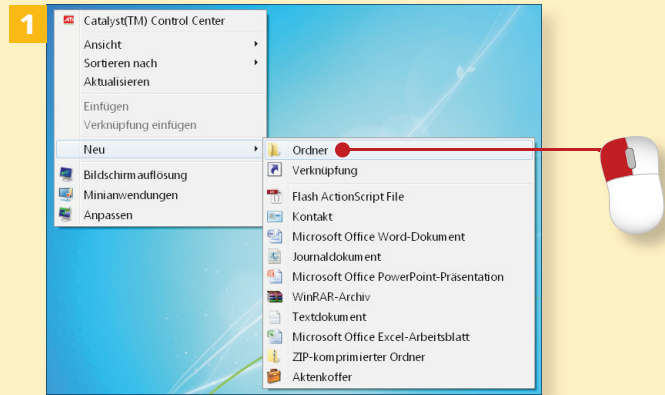 1
ATI
Catalyst(TM) Control Center
Ansicht
Sortieren nach
Aktualisieren
Einfügen
Verknüpfung einfügen
Neu
Bildschirmauflösung
Minianwendungen
Anpassen
Ordner
Verknüpfung
Flash ActionScript File
Kontakt
Microsoft Office Word-Dokument
Journaldokument
Microsoft Office PowerPoint-Präsentation
WinRAR-Archiv
Textdokument
Microsoft Office Excel-Arbeitsblatt
ZIP-komprimierter Ordner
Aktenkoffer